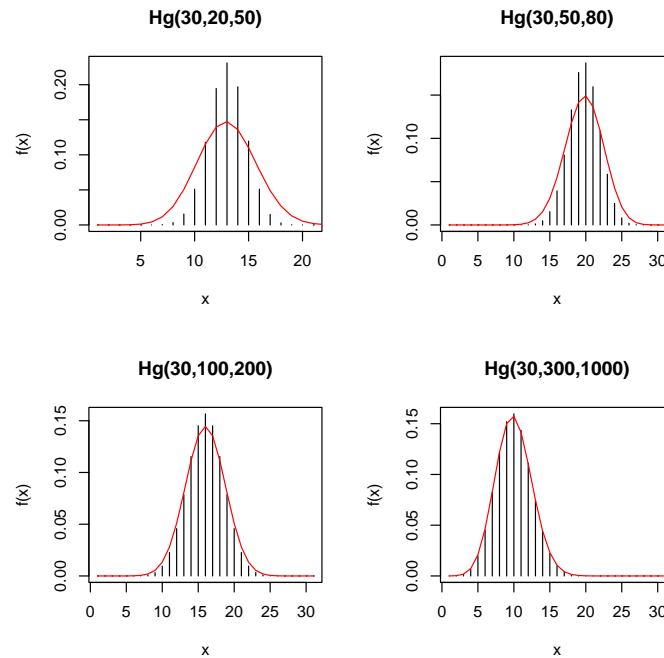 Hg(30,20,50)
f(x)
0.00 0.10 0.20
5 10 15 20
x
Hg(30,50,80)
f(x)
0.00 0.10
0 5 10 15 20 25 30
x
Hg(30,100,200)
f(x)
0.00 0.05 0.10 0.15
0 5 10 15 20 25 30
x
Hg(30,300,1000)
f(x)
0.00 0.05 0.10 0.15
0 5 10 15 20 25 30
x